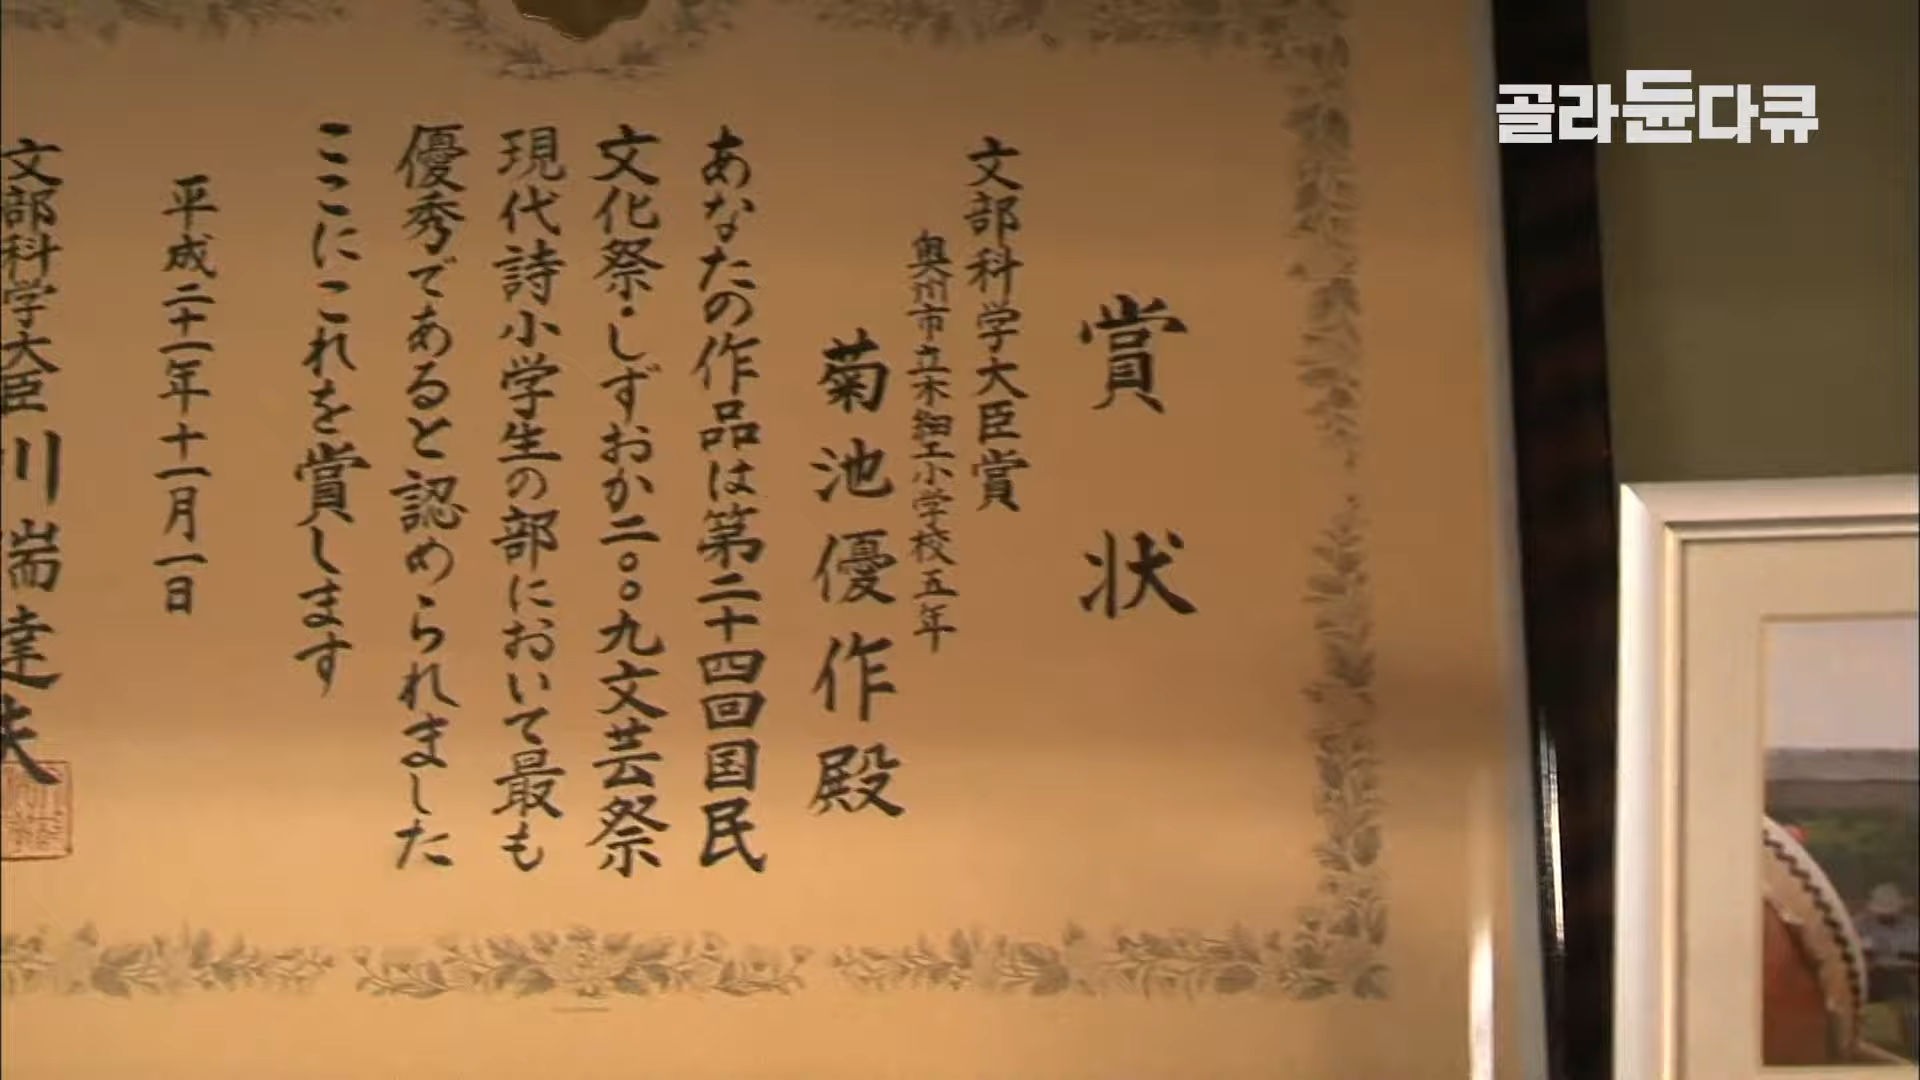 골라둔다큐
賞状
文部科学大臣賞
奥州市立木細工小学校五年
菊池優作殿
あなたの作品は第二十四回国民
文化祭・しずおか二〇〇九文芸祭
現代詩小学生の部において最も
優秀であると認められました
ここにこれを賞します
平成二十一年十一月一日
文部科学大臣 川端達夫